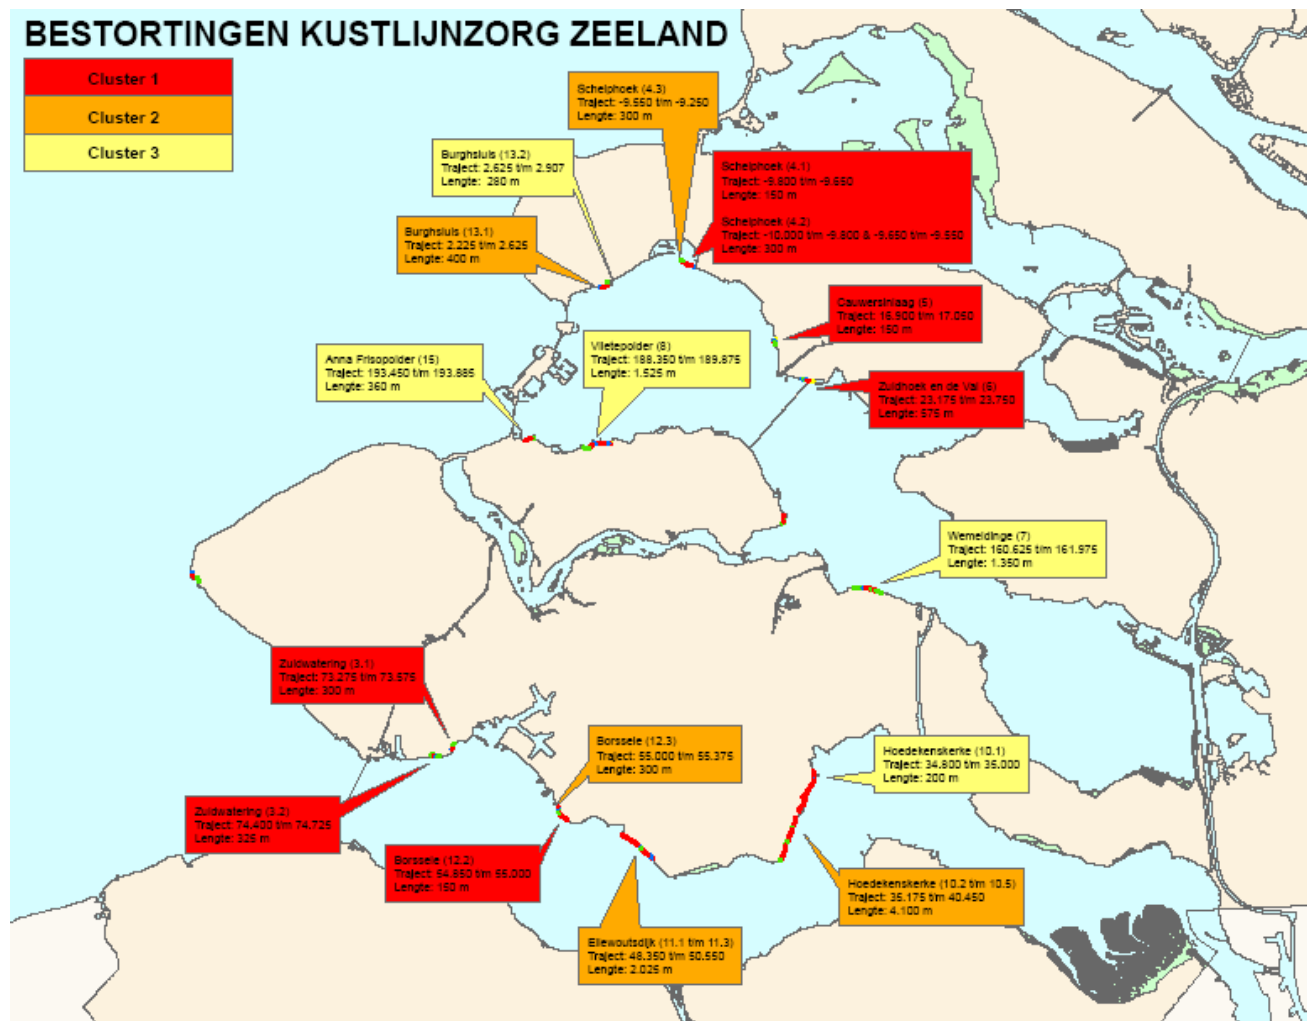 BESTORTINGEN KUSTLIJNZORG ZEELAND
Cluster 1
Cluster 2
Cluster 3
Schelphoek (4.3)
Traject: -9.550 t/m -9.250
Lengte: 300 m
Burghsluis (13.2)
Traject: 2.625 t/m 2.907
Lengte: 280 m
Schelphoek (4.1)
Traject: -9.800 t/m -9.650
Lengte: 150 m
Schelphoek (4.2)
Traject: -10.000 t/m -9.800 & -9.650 t/m -9.550
Lengte: 300 m
Burghsluis (13.1)
Traject: 2.225 t/m 2.625
Lengte: 400 m
Cauwersinlaag (5)
Traject: 16.900 t/m 17.050
Lengte: 150 m
Vlietepolder (8)
Traject: 188.350 t/m 189.875
Lengte: 1.525 m
Anna Frisopolder (15)
Traject: 193.450 t/m 193.885
Lengte: 360 m
Zuidhoek en de Val (6)
Traject: 23.175 t/m 23.750
Lengte: 575 m
Wemeldinge (7)
Traject: 160.625 t/m 161.975
Lengte: 1.350 m
Zuidwatering (3.1)
Traject: 73.275 t/m 73.575
Lengte: 300 m
Borssele (12.3)
Traject: 55.000 t/m 55.375
Lengte: 300 m
Hoedekenskerke (10.1)
Traject: 34.800 t/m 35.000
Lengte: 200 m
Zuidwatering (3.2)
Traject: 74.400 t/m 74.725
Lengte: 325 m
Borssele (12.2)
Traject: 54.850 t/m 55.000
Lengte: 150 m
Hoedekenskerke (10.2 t/m 10.5)
Traject: 35.175 t/m 40.450
Lengte: 4.100 m
Ellewoutsdijk (11.1 t/m 11.3)
Traject: 48.350 t/m 50.550
Lengte: 2.025 m